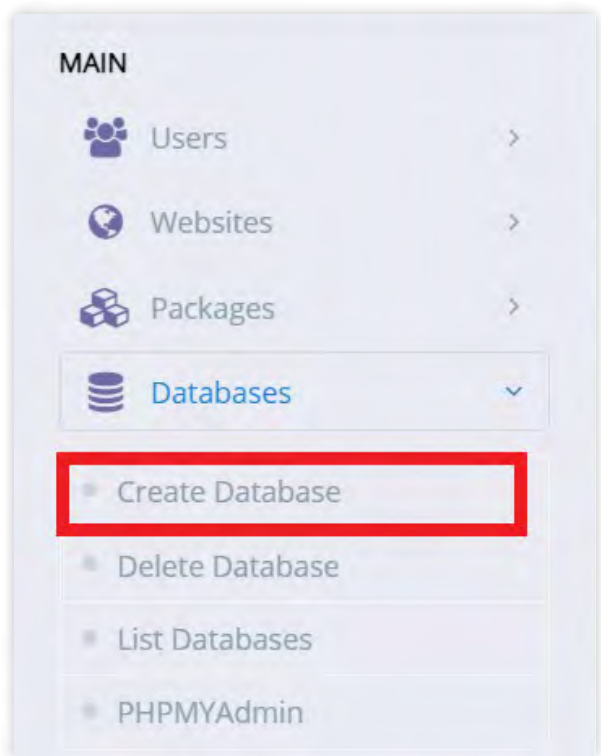 MAIN
Users
Websites
Packages
Databases
Create Database
Delete Database
List Databases
PHPMYAdmin